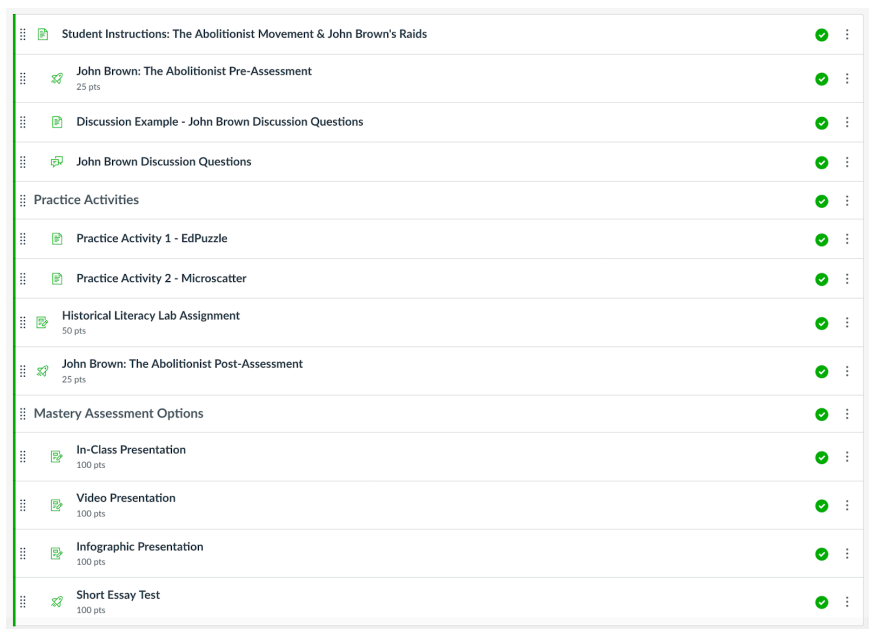 Student Instructions: The Abolitionist Movement & John Brown's Raids
John Brown: The Abolitionist Pre-Assessment
25 pts
Discussion Example - John Brown Discussion Questions
John Brown Discussion Questions
Practice Activities
Practice Activity 1 - EdPuzzle
Practice Activity 2 - Microscatter
Historical Literacy Lab Assignment
50 pts
John Brown: The Abolitionist Post-Assessment
25 pts
Mastery Assessment Options
In-Class Presentation
100 pts
Video Presentation
100 pts
Infographic Presentation
100 pts
Short Essay Test
100 pts